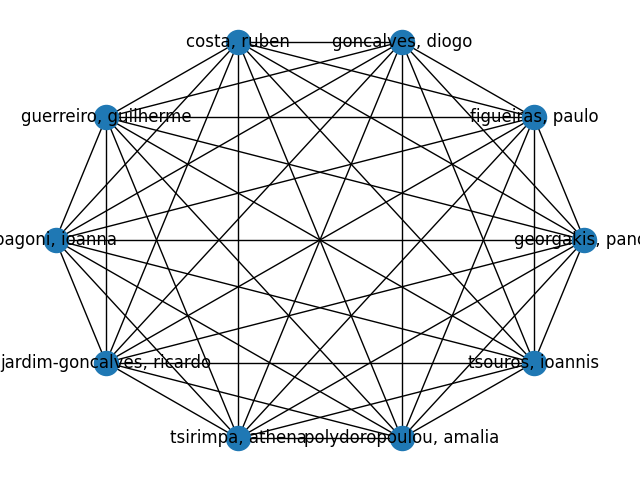 costa, ruben
goncalves, diogo
guerreiro, guilherme
figueiras, paulo
pagoni, ioanna
georgakis, pano
jardim-goncalves, ricardo
tsouros, ioannis
tsirimpa, athena
polydoropoulou, amalia